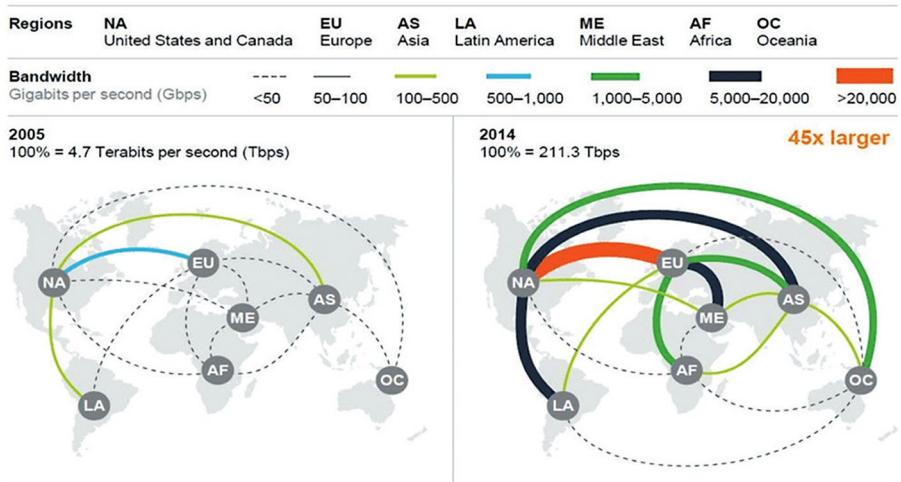 Regions NA EU AS LA ME AF OC
United States and Canada Europe Asia Latin America Middle East Africa Oceania
Bandwidth
Gigabits per second (Gbps) <50 50–100 100–500 500–1,000 1,000–5,000 5,000–20,000 >20,000
2005
100% = 4.7 Terabits per second (Tbps)
NA
EU
AS
ME
AF
OC
LA
2014
45x larger
100% = 211.3 Tbps
NA
EU
AS
ME
AF
OC
LA